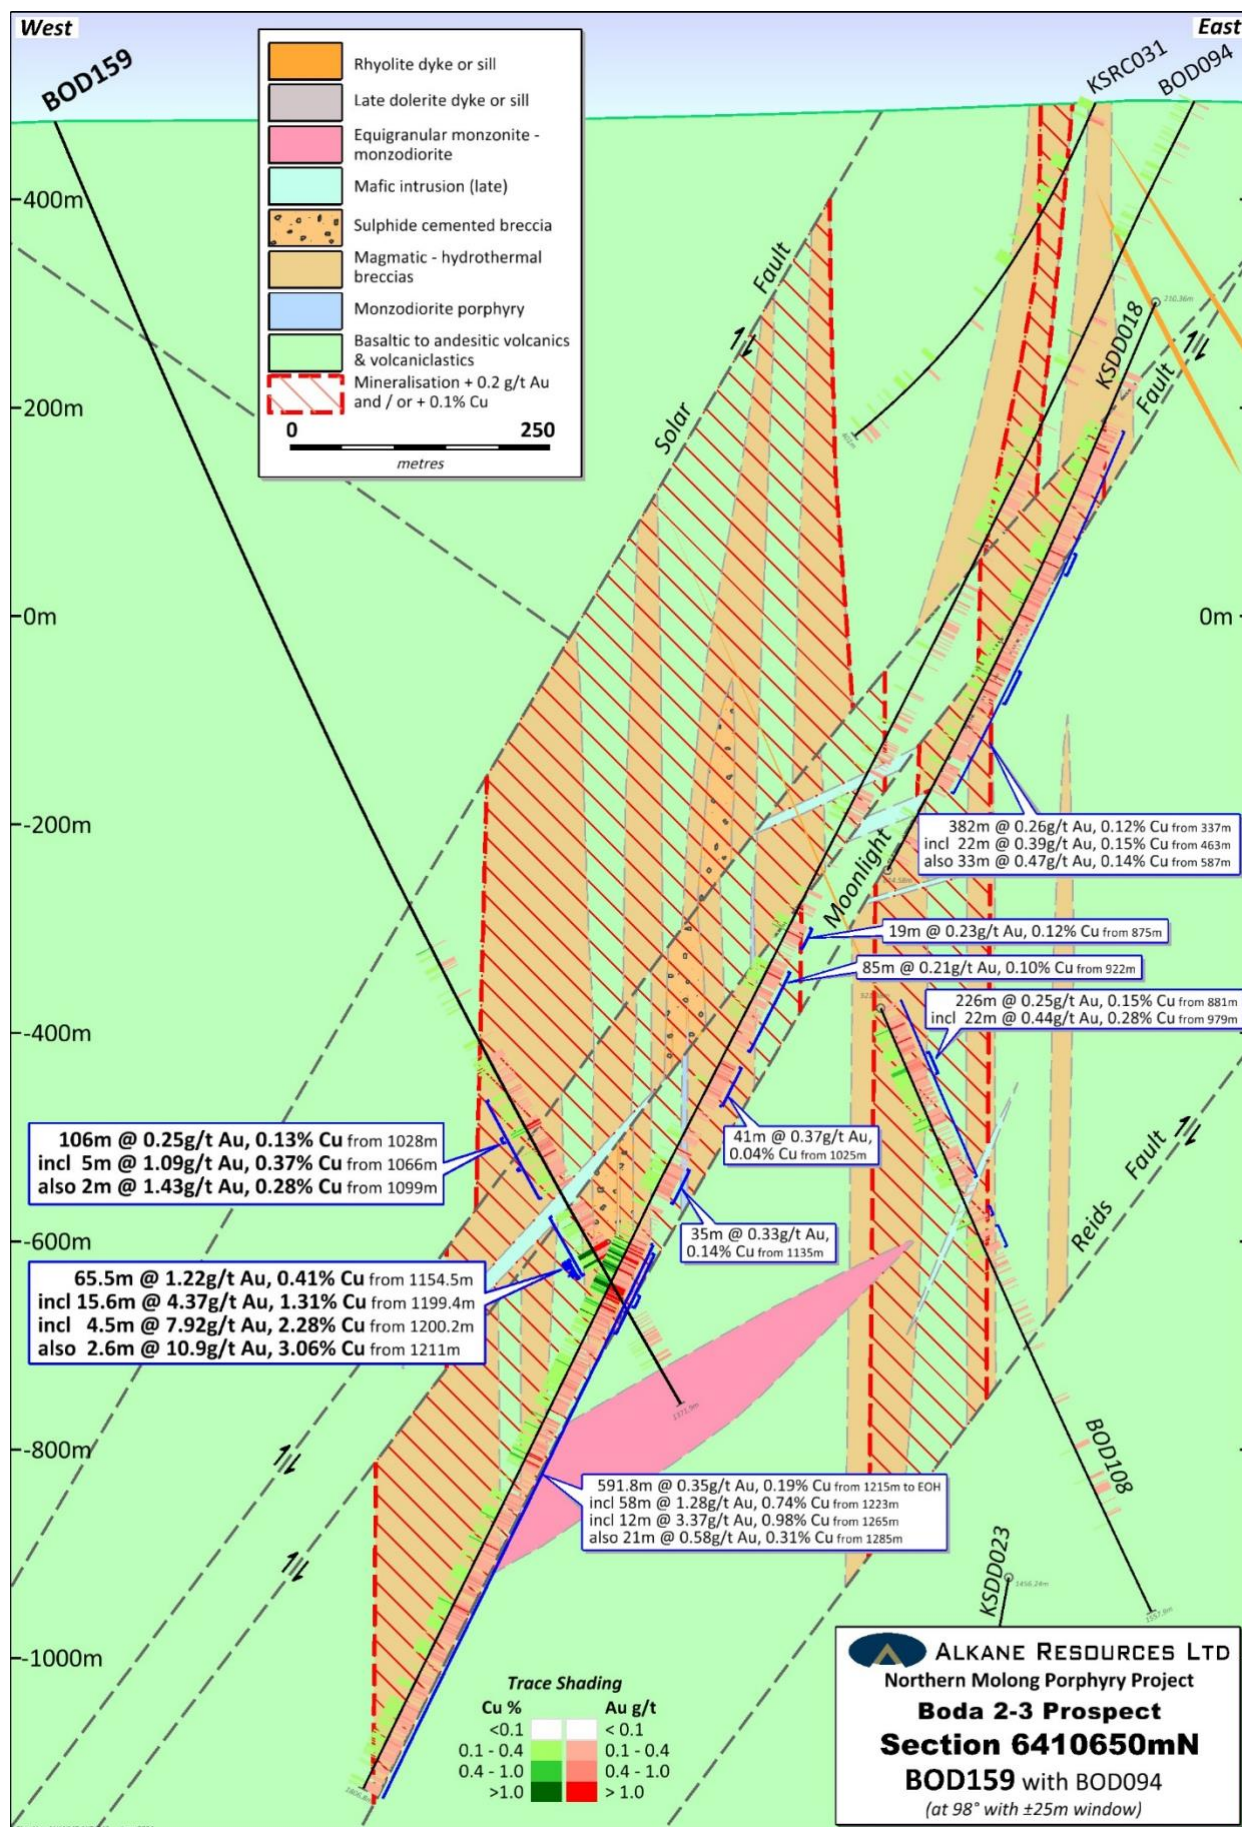 West
East
BOD159
KSRC031
BOD094
Rhyolite dyke or sill
Late dolerite dyke or sill
Equigranular monzonite -
monzodiorite
Mafic intrusion (late)
Sulphide cemented breccia
Magmatic - hydrothermal
breccias
Monzodiorite porphyry
Basaltic to andesitic volcanics
& volcaniclastics
Mineralisation + 0.2 g/t Au
and / or + 0.1% Cu
0 250
metres
400m
200m
0m
0m
-200m
-400m
-600m
-800m
-1000m
Solar Fault
KSDD018
210.36m
Moonlight Fault
Reids Fault
BOD108
KSDD023
1456.24m
1371.9m
382m @ 0.26g/t Au, 0.12% Cu from 337m
incl 22m @ 0.39g/t Au, 0.15% Cu from 463m
also 33m @ 0.47g/t Au, 0.14% Cu from 587m
19m @ 0.23g/t Au, 0.12% Cu from 875m
85m @ 0.21g/t Au, 0.10% Cu from 922m
226m @ 0.25g/t Au, 0.15% Cu from 881m
incl 22m @ 0.44g/t Au, 0.28% Cu from 979m
106m @ 0.25g/t Au, 0.13% Cu from 1028m
incl 5m @ 1.09g/t Au, 0.37% Cu from 1066m
also 2m @ 1.43g/t Au, 0.28% Cu from 1099m
41m @ 0.37g/t Au,
0.04% Cu from 1025m
35m @ 0.33g/t Au,
0.14% Cu from 1135m
65.5m @ 1.22g/t Au, 0.41% Cu from 1154.5m
incl 15.6m @ 4.37g/t Au, 1.31% Cu from 1199.4m
incl 4.5m @ 7.92g/t Au, 2.28% Cu from 1200.2m
also 2.6m @ 10.9g/t Au, 3.06% Cu from 1211m
591.8m @ 0.35g/t Au, 0.19% Cu from 1215m to EOH
incl 58m @ 1.28g/t Au, 0.74% Cu from 1223m
incl 12m @ 3.37g/t Au, 0.98% Cu from 1265m
also 21m @ 0.58g/t Au, 0.31% Cu from 1285m
Trace Shading
Cu % Au g/t
<0.1 < 0.1
0.1 - 0.4 0.1 - 0.4
0.4 - 1.0 0.4 - 1.0
>1.0 > 1.0
ALKANE RESOURCES LTD
Northern Molong Porphyry Project
Boda 2-3 Prospect
Section 6410650mN
BOD159 with BOD094
(at 98° with ±25m window)